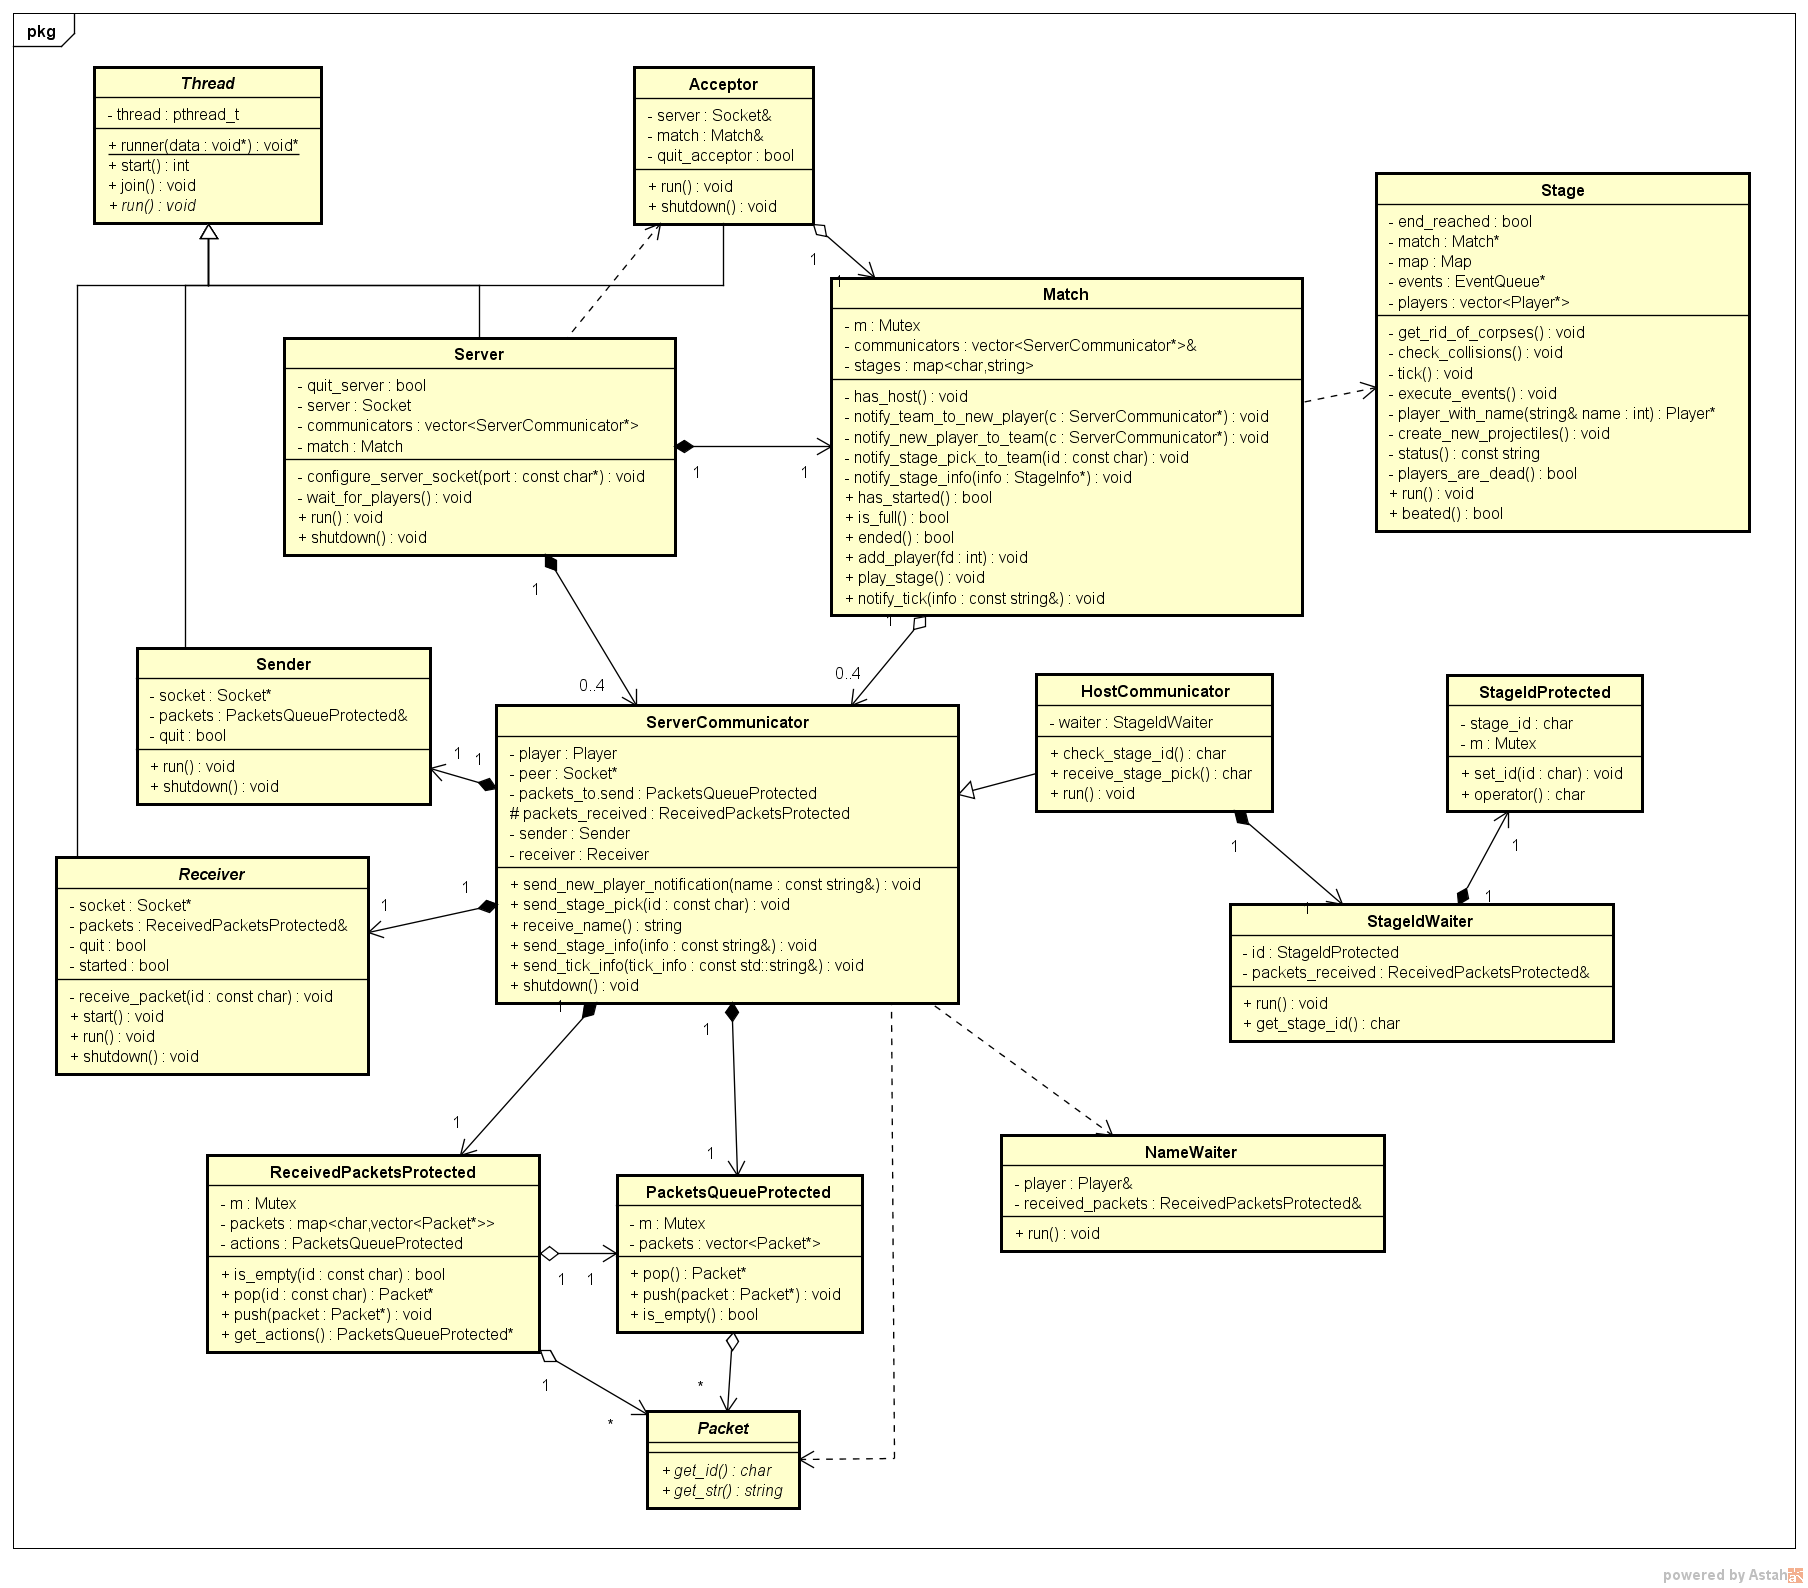 pkg
Thread
- thread : pthread_t
+ runner(data : void*) : void*
+ start() : int
+ join() : void
+ run() : void
Acceptor
- server : Socket&
- match : Match&
- quit_acceptor : bool
+ run() : void
+ shutdown() : void
1
1
Stage
- end_reached : bool
- match : Match*
- map : Map
- events : EventQueue*
- players : vector<Player*>
- get_rid_of_corpses() : void
- check_collisions() : void
- tick() : void
- execute_events() : void
- player_with_name(string& name : int) : Player*
- create_new_projectiles() : void
- status() : const string
- players_are_dead() : bool
+ run() : void
+ beated() : bool
Match
- m : Mutex
- communicators : vector<ServerCommunicator*>&
- stages : map<char,string>
- has_host() : void
- notify_team_to_new_player(c : ServerCommunicator*) : void
- notify_new_player_to_team(c : ServerCommunicator*) : void
- notify_stage_pick_to_team(id : const char) : void
- notify_stage_info(info : StageInfo*) : void
+ has_started() : bool
+ is_full() : bool
+ ended() : bool
+ add_player(fd : int) : void
+ play_stage() : void
+ notify_tick(info : const string&) : void
Server
- quit_server : bool
- server : Socket
- communicators : vector<ServerCommunicator*>
- match : Match
- configure_server_socket(port : const char*) : void
- wait_for_players() : void
+ run() : void
+ shutdown() : void
1
1
1
0..4
1
0..4
Sender
- socket : Socket*
- packets : PacketsQueueProtected&
- quit : bool
+ run() : void
+ shutdown() : void
1
1
ServerCommunicator
- player : Player
- peer : Socket*
- packets_to.send : PacketsQueueProtected
# packets_received : ReceivedPacketsProtected
- sender : Sender
- receiver : Receiver
+ send_new_player_notification(name : const string&) : void
+ send_stage_pick(id : const char) : void
+ receive_name() : string
+ send_stage_info(info : const string&) : void
+ send_tick_info(tick_info : const std::string&) : void
+ shutdown() : void
HostCommunicator
- waiter : StageIdWaiter
+ check_stage_id() : char
+ receive_stage_pick() : char
+ run() : void
StageIdProtected
- stage_id : char
- m : Mutex
+ set_id(id : char) : void
+ operator() : char
1
1
1
1
StageIdWaiter
- id : StageIdProtected
- packets_received : ReceivedPacketsProtected&
+ run() : void
+ get_stage_id() : char
Receiver
- socket : Socket*
- packets : ReceivedPacketsProtected&
- quit : bool
- started : bool
- receive_packet(id : const char) : void
+ start() : void
+ run() : void
+ shutdown() : void
1
1
1
1
1
1
ReceivedPacketsProtected
- m : Mutex
- packets : map<char,vector<Packet*>>
- actions : PacketsQueueProtected
+ is_empty(id : const char) : bool
+ pop(id : const char) : Packet*
+ push(packet : Packet*) : void
+ get_actions() : PacketsQueueProtected*
1
1
PacketsQueueProtected
- m : Mutex
- packets : vector<Packet*>
+ pop() : Packet*
+ push(packet : Packet*) : void
+ is_empty() : bool
NameWaiter
- player : Player&
- received_packets : ReceivedPacketsProtected&
+ run() : void
1
*
*
Packet
+ get_id() : char
+ get_str() : string
powered by Astah